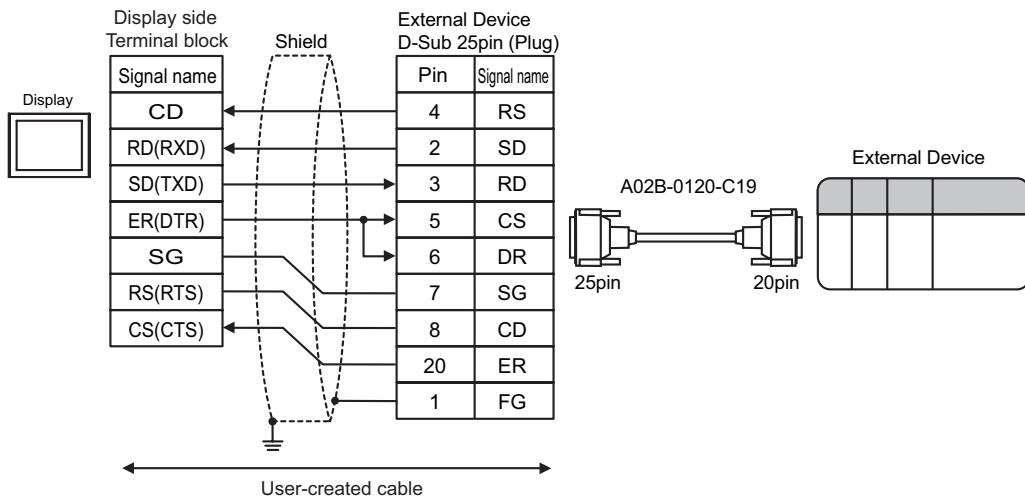 Display side
Terminal block
Shield
External Device
D-Sub 25pin (Plug)
Display
Signal name
Pin Signal name
CD 4 RS
RD(RXD) 2 SD
SD(TXD) 3 RD
ER(DTR) 5 CS
6 DR
SG 7 SG
RS(RTS) 8 CD
CS(CTS) 20 ER
1 FG
A02B-0120-C19
25pin
20pin
External Device
User-created cable